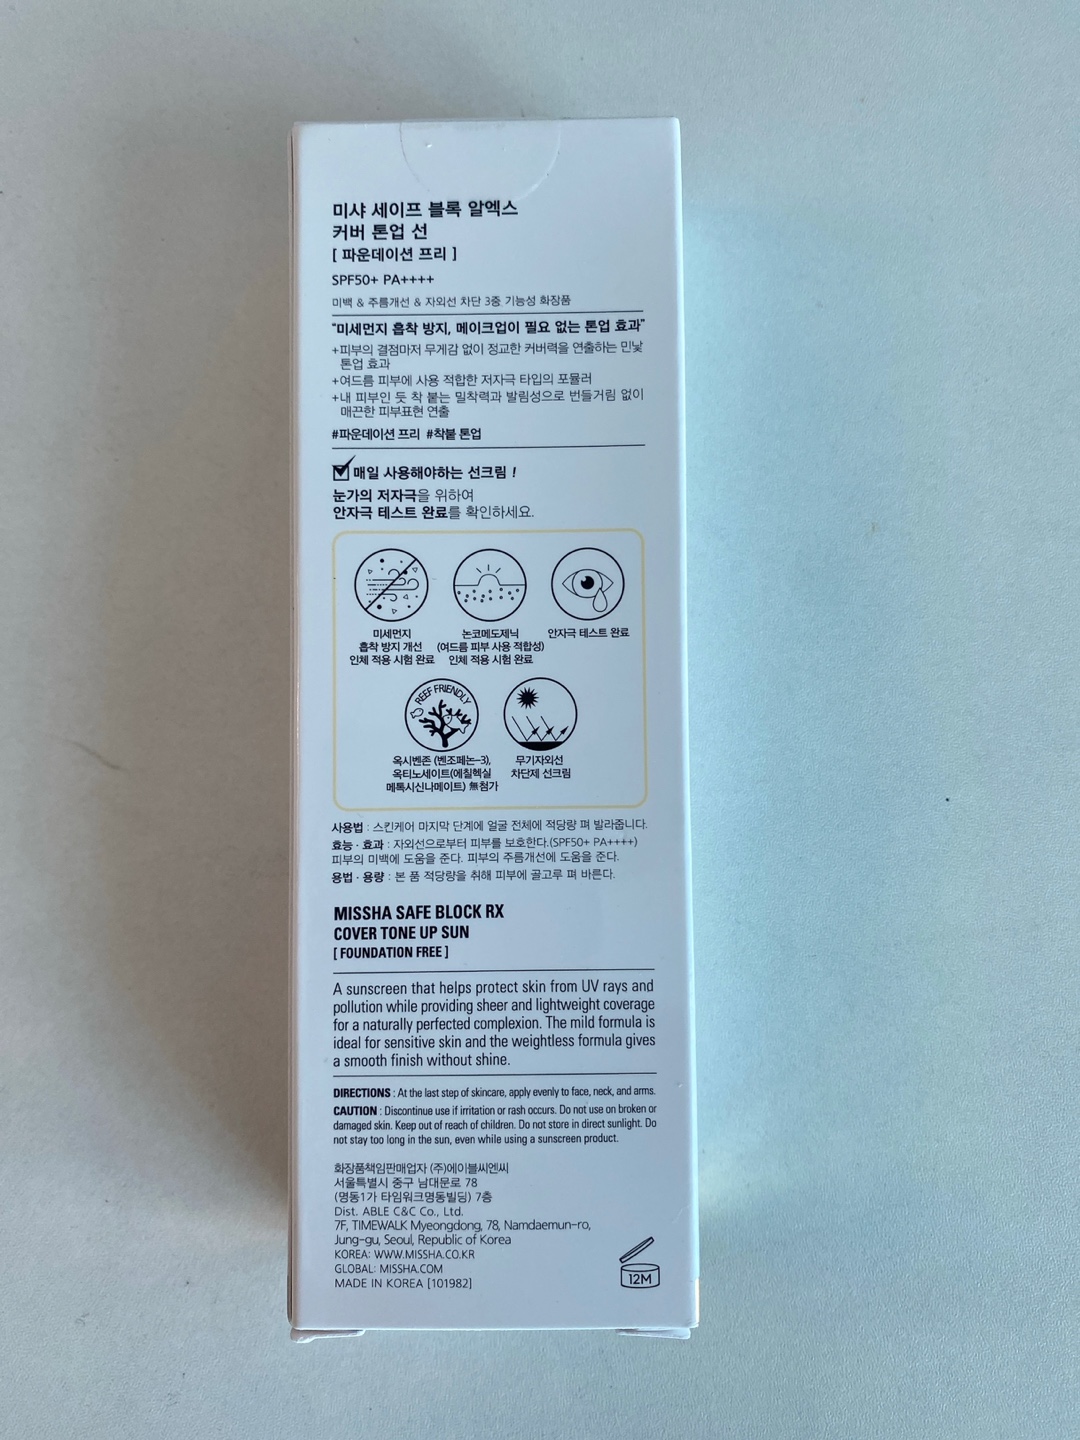 미샤 세이프 블록 알엑스
커버 톤업 선
[ 파운데이션 프리 ]
SPF50+ PA++++
미백 & 주름개선 & 자외선 차단 3중 기능성 화장품
"미세먼지 흡착 방지, 메이크업이 필요 없는 톤업 효과"
+피부의 결점마저 무게감 없이 정교한 커버력을 연출하는 민낯
톤업 효과
+여드름 피부에 사용 적합한 저자극 타입의 포뮬러
+내 피부인 듯 착 붙는 밀착력과 발림성으로 번들거림 없이
매끈한 피부표현 연출
#파운데이션 프리 #착붙 톤업
매일 사용해야하는 선크림 !
눈가의 저자극을 위하여
안자극 테스트 완료를 확인하세요.
미세먼지
흡착 방지 개선
인체 적용 시험 완료
논코메도제닉
(여드름 피부 사용 적합성)
인체 적용 시험 완료
안자극 테스트 완료
REEF FRIENDLY
옥시벤존 (벤조페논-3),
옥티노세이트(에칠헥실
메톡시신나메이트) 無첨가
무기자외선
차단제 선크림
사용법 : 스킨케어 마지막 단계에 얼굴 전체에 적당량 펴 발라줍니다.
효능 · 효과 : 자외선으로부터 피부를 보호한다.(SPF50+ PA++++)
피부의 미백에 도움을 준다. 피부의 주름개선에 도움을 준다.
용법 · 용량 : 본 품 적당량을 취해 피부에 골고루 펴 바른다.
MISSHA SAFE BLOCK RX
COVER TONE UP SUN
[ FOUNDATION FREE ]
A sunscreen that helps protect skin from UV rays and
pollution while providing sheer and lightweight coverage
for a naturally perfected complexion. The mild formula is
ideal for sensitive skin and the weightless formula gives
a smooth finish without shine.
DIRECTIONS : At the last step of skincare, apply evenly to face, neck, and arms.
CAUTION : Discontinue use if irritation or rash occurs. Do not use on broken or
damaged skin. Keep out of reach of children. Do not store in direct sunlight. Do
not stay too long in the sun, even while using a sunscreen product.
화장품책임판매업자 (주)에이블씨엔씨
서울특별시 중구 남대문로 78
(명동1가 타임워크명동빌딩) 7층
Dist. ABLE C&C Co., Ltd.
7F, TIMEWALK Myeongdong, 78, Namdaemun-ro,
Jung-gu, Seoul, Republic of Korea
KOREA: WWW.MISSHA.CO.KR
GLOBAL: MISSHA.COM
MADE IN KOREA [101982]
12M